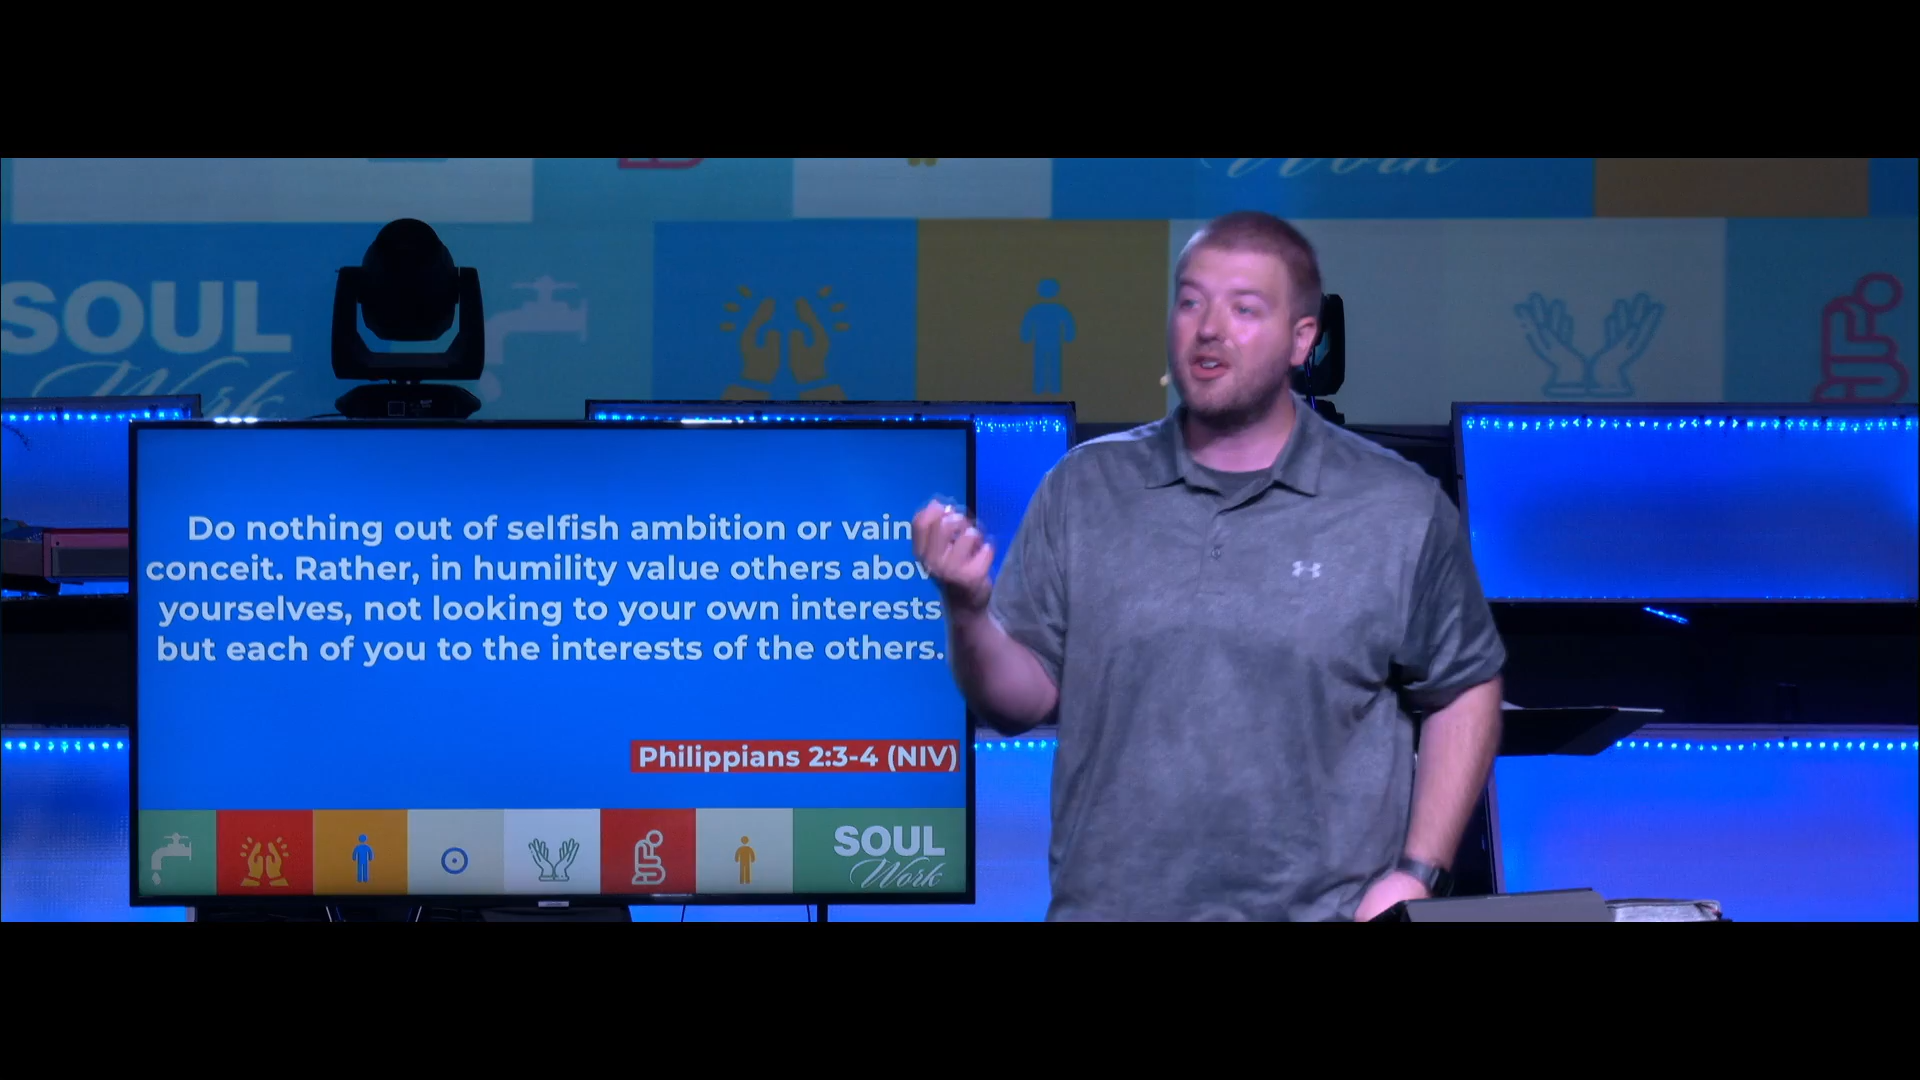 Work
SOUL
Work
Do nothing out of selfish ambition or vain
conceit. Rather, in humility value others above
yourselves, not looking to your own interests
but each of you to the interests of the others.
Philippians 2:3-4 (NIV)
SOUL
Work